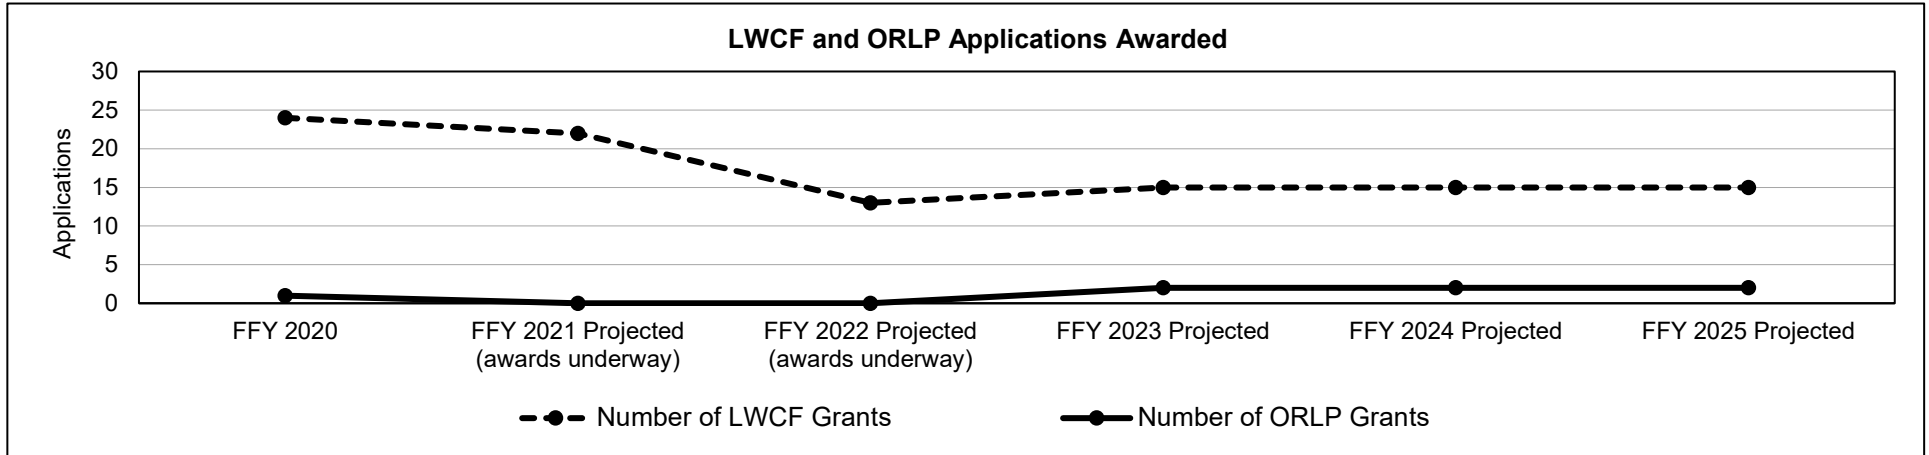 LWCF and ORLP Applications Awarded
30
25
20
15
10
5
0
Applications
FFY 2020
FFY 2021 Projected
(awards underway)
FFY 2022 Projected
(awards underway)
FFY 2023 Projected
FFY 2024 Projected
FFY 2025 Projected
Number of LWCF Grants
Number of ORLP Grants